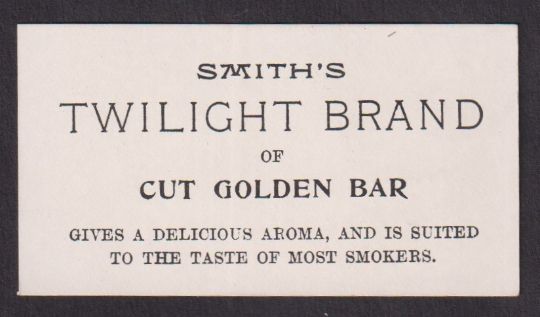 SMITH'S
TWILIGHT BRAND
OF
CUT GOLDEN BAR
GIVES A DELICIOUS AROMA, AND IS SUITED
TO THE TASTE OF MOST SMOKERS.